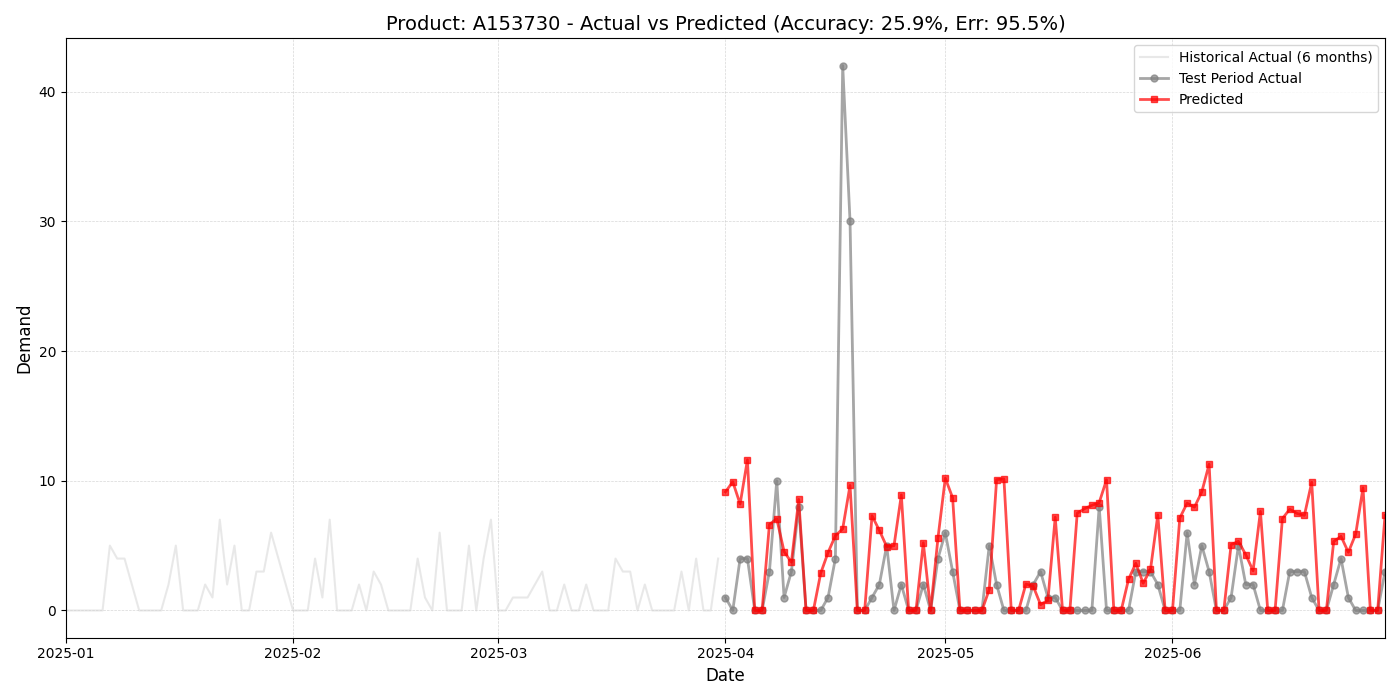 Product: A153730 - Actual vs Predicted (Accuracy: 25.9%, Err: 95.5%)
Historical Actual (6 months)
Test Period Actual
Predicted
Demand
40
30
20
10
0
2025-01
2025-02
2025-03
2025-04
2025-05
2025-06
Date